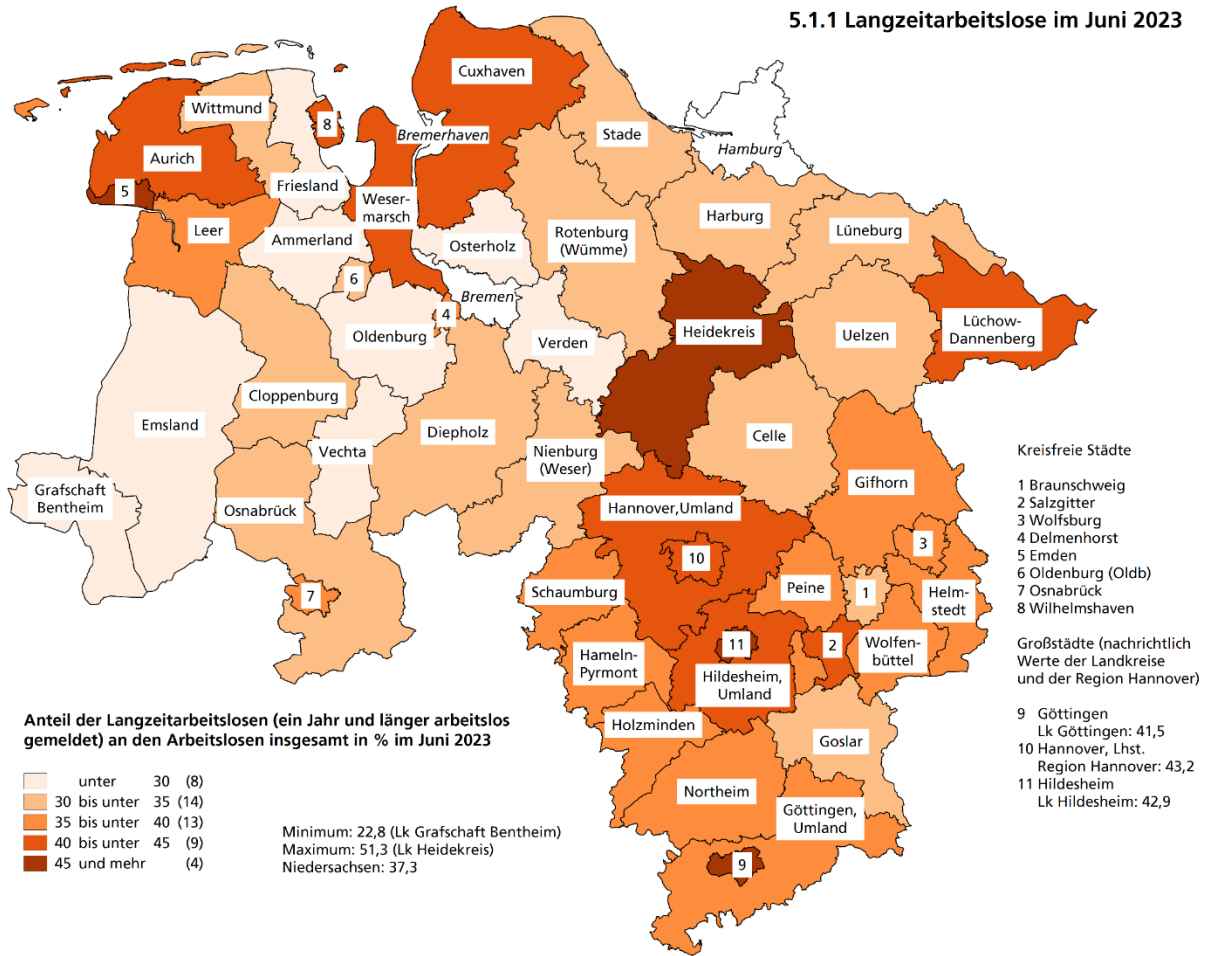 5.1.1 Langzeitarbeitslose im Juni 2023
Cuxhaven
Wittmund
8
Bremerhaven
Stade
Hamburg
Aurich
5
Friesland
Weser-
marsch
Harburg
Lüneburg
Leer
Ammerland
Osterholz
Rotenburg
(Wümme)
6
Bremen
4
Oldenburg
Verden
Heidekreis
Uelzen
Lüchow-
Dannenberg
Cloppenburg
Emsland
Diepholz
Celle
Vechta
Nienburg
(Weser)
Grafschaft
Bentheim
Osnabrück
Gifhorn
Hannover,Umland
10
3
7
Schaumburg
Peine
1
Helm-
stedt
11
2
Wolfen-
büttel
Hameln-
Pyrmont
Hildesheim,
Umland
Holzminden
Goslar
Northeim
Göttingen,
Umland
9
Kreisfreie Städte
1 Braunschweig
2 Salzgitter
3 Wolfsburg
4 Delmenhorst
5 Emden
6 Oldenburg (Oldb)
7 Osnabrück
8 Wilhelmshaven
Großstädte (nachrichtlich
Werte der Landkreise
und der Region Hannover)
9 Göttingen
Lk Göttingen: 41,5
10 Hannover, Lhst.
Region Hannover: 43,2
11 Hildesheim
Lk Hildesheim: 42,9
Anteil der Langzeitarbeitslosen (ein Jahr und länger arbeitslos
gemeldet) an den Arbeitslosen insgesamt in % im Juni 2023
unter 30 (8)
30 bis unter 35 (14)
35 bis unter 40 (13)
40 bis unter 45 (9)
45 und mehr (4)
Minimum: 22,8 (Lk Grafschaft Bentheim)
Maximum: 51,3 (Lk Heidekreis)
Niedersachsen: 37,3